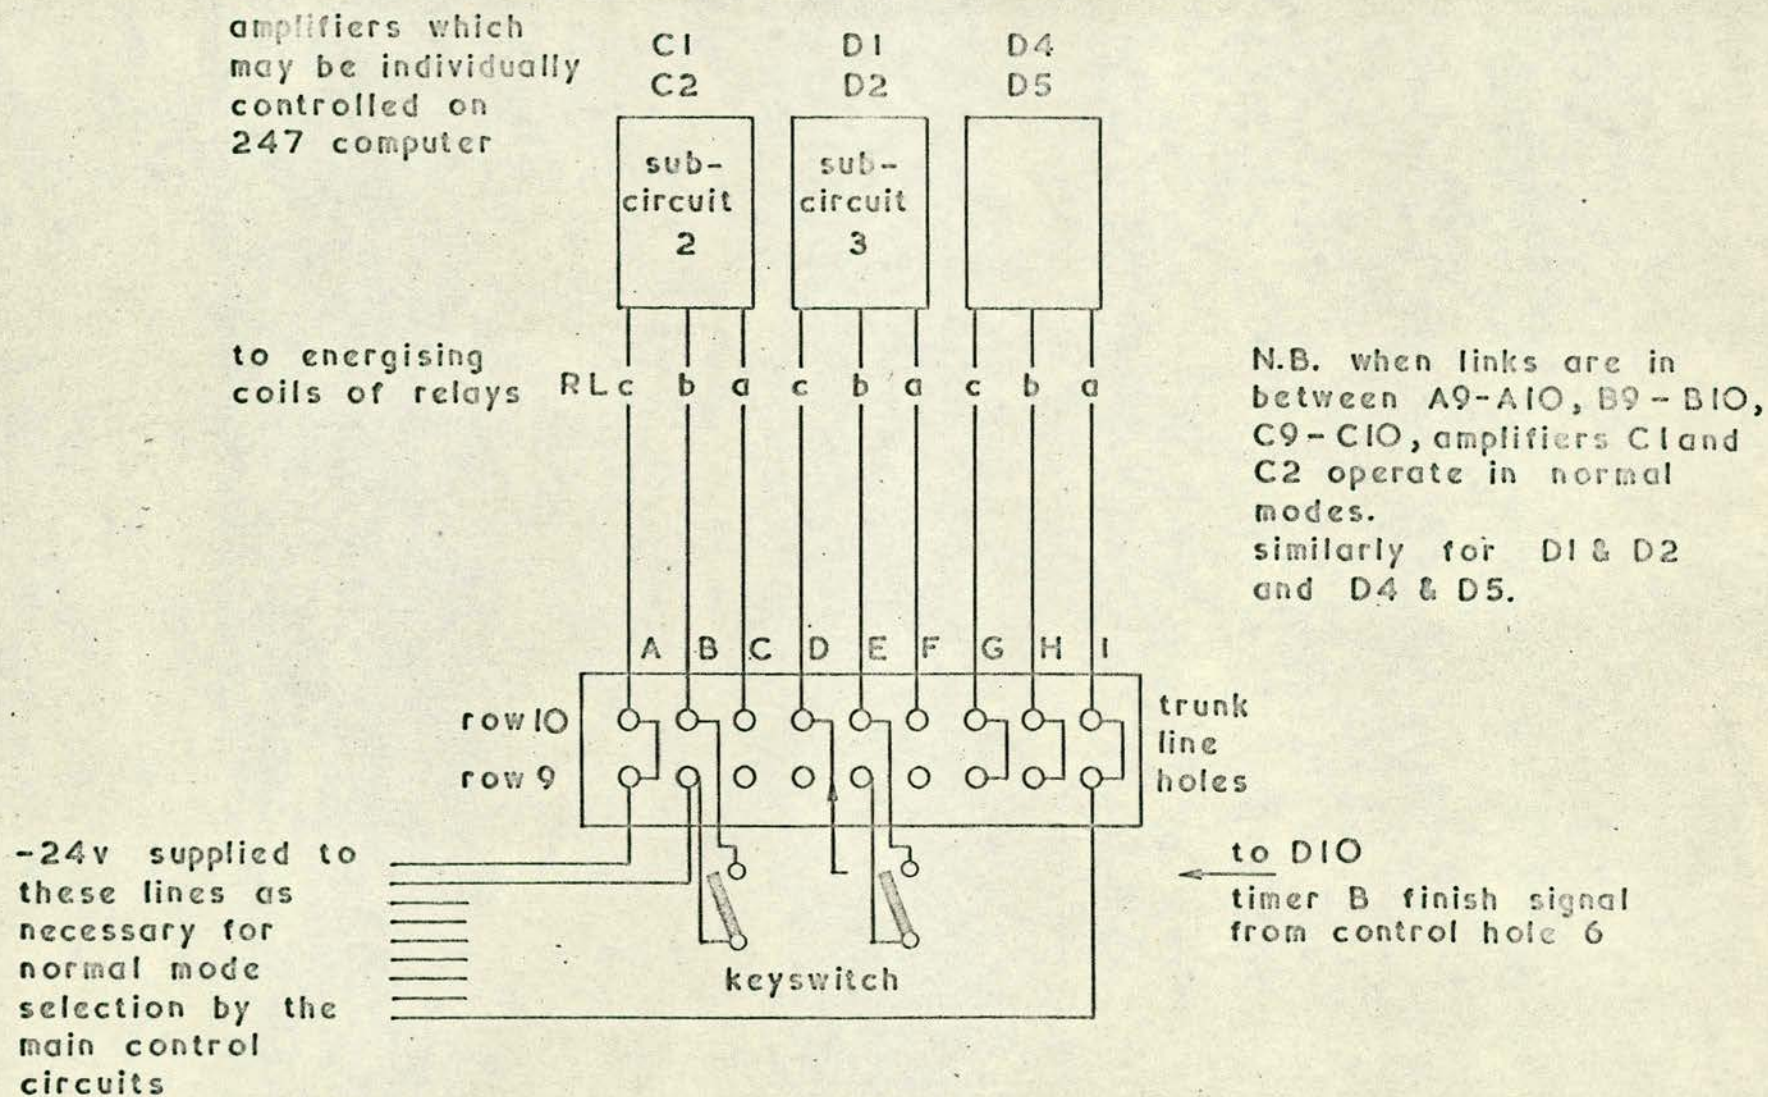 amplifiers which
may be individually
controlled on
247 computer
C1 D1 D4
C2 D2 D5
sub-
circuit
2
sub-
circuit
3
to energising
coils of relays
RLc b a c b a c b a
N.B. when links are in
between A9-A10, B9-B10,
C9-C10, amplifiers C1 and
C2 operate in normal
modes.
similarly for D1 & D2
and D4 & D5.
A B C D E F G H I
row 10
row 9
trunk
line
holes
-24v supplied to
these lines as
necessary for
normal mode
selection by the
main control
circuits
keyswitch
to D10
timer B finish signal
from control hole 6